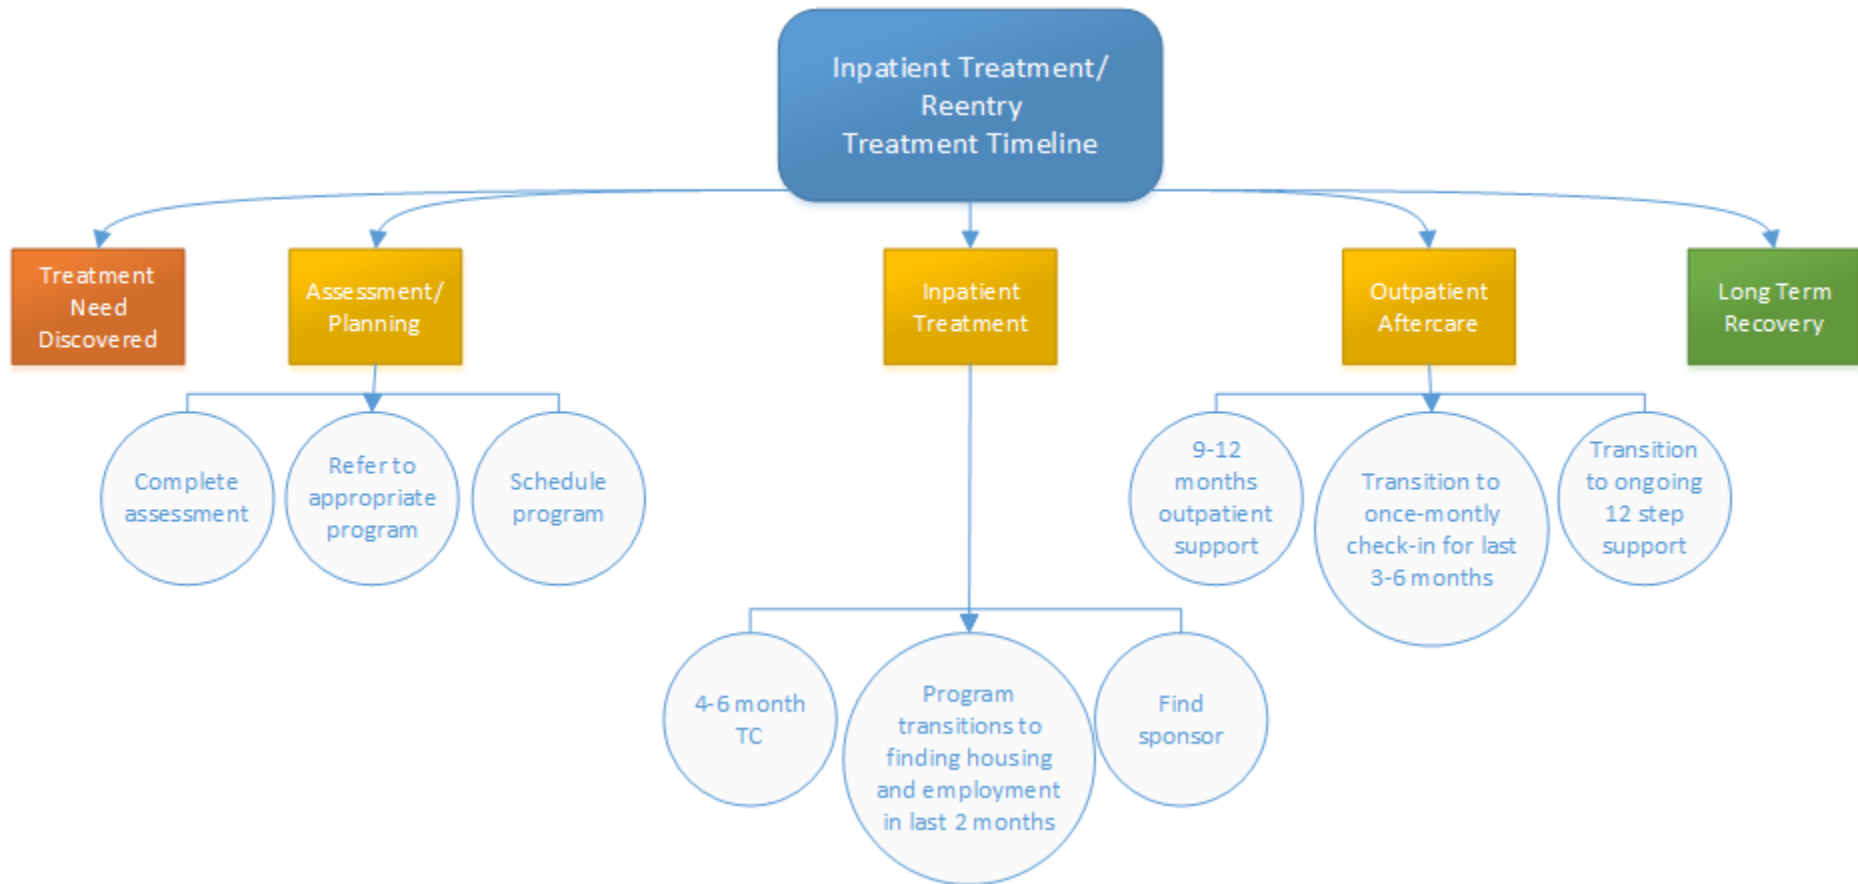 Inpatient Treatment/
Reentry
Treatment Timeline
Treatment
Need
Discovered
Assessment/
Planning
Inpatient
Treatment
Outpatient
Aftercare
Long Term
Recovery
Complete
assessment
Refer to
appropriate
program
Schedule
program
9-12
months
outpatient
support
Transition to
once-montly
check-in for last
3-6 months
Transition
to ongoing
12 step
support
4-6 month
TC
Program
transitions to
finding housing
and employment
in last 2 months
Find
sponsor